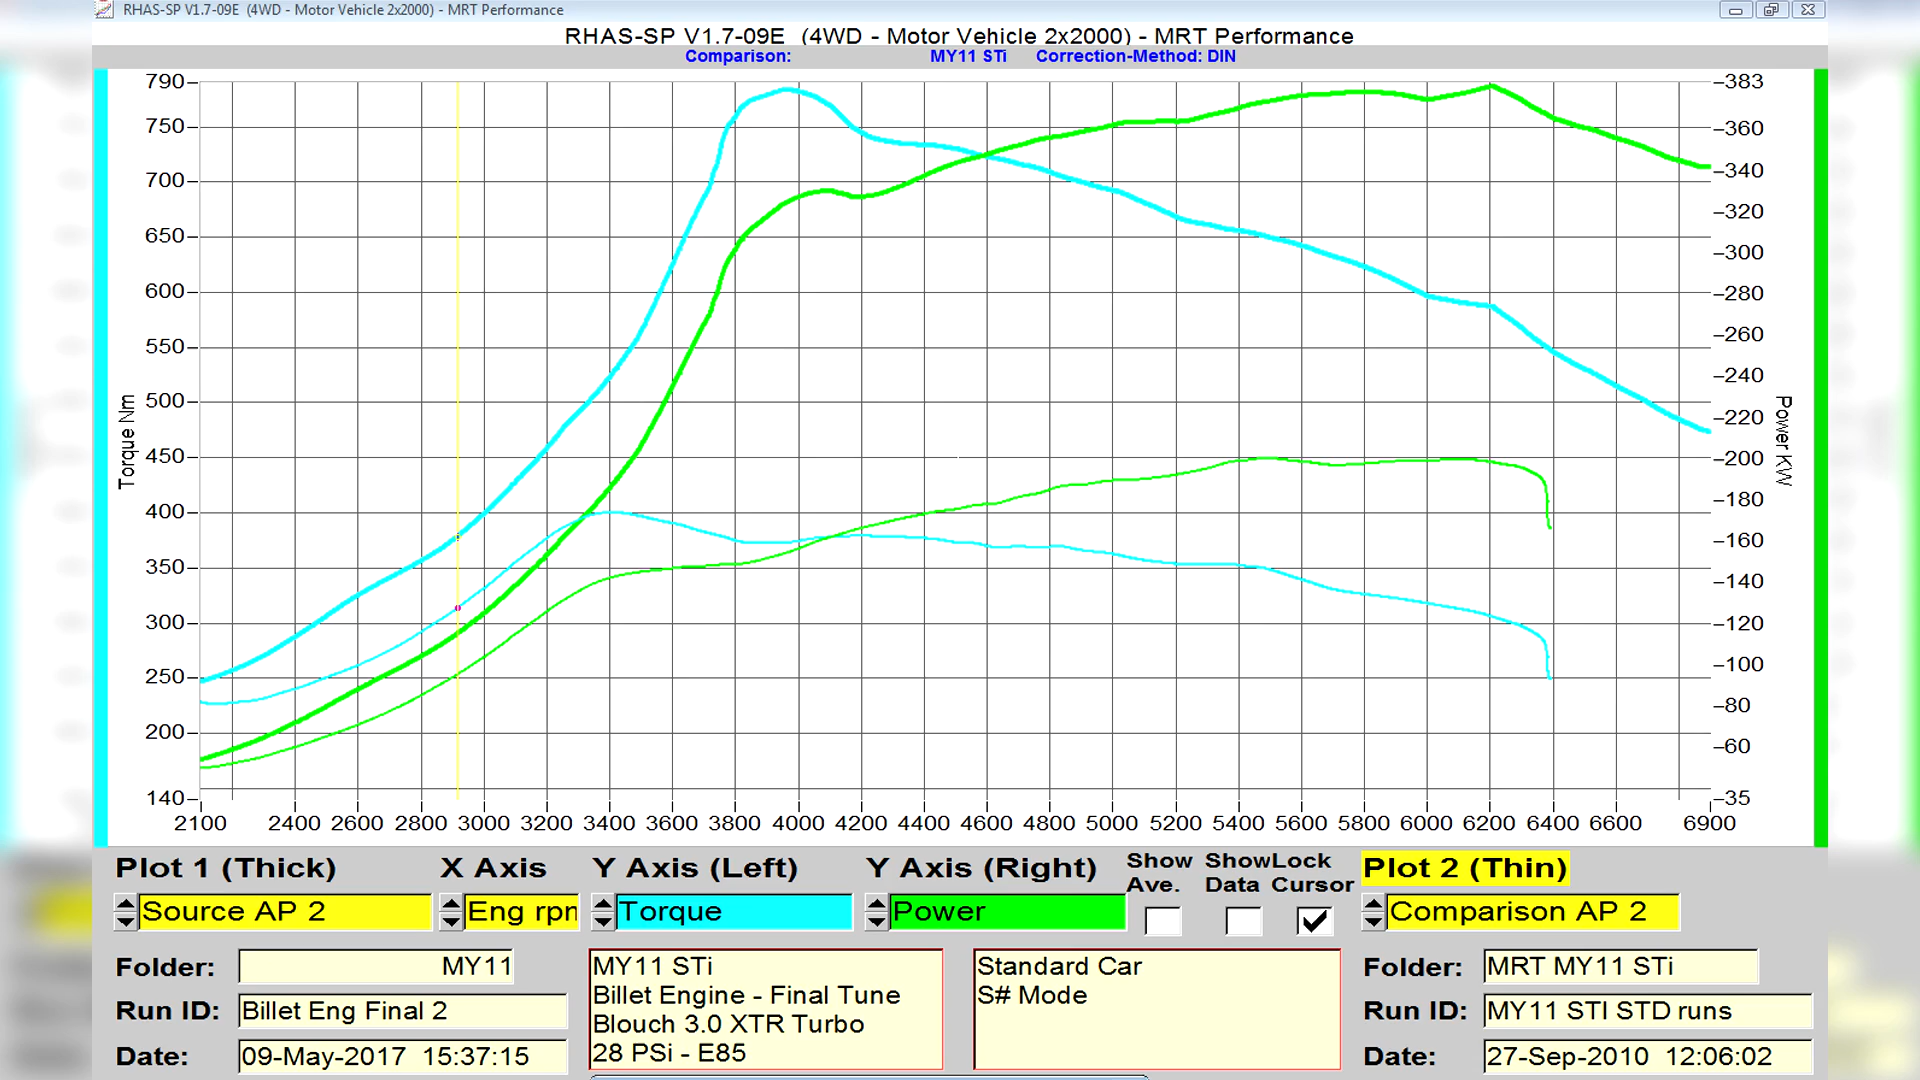 RHAS-SP V1.7-09E (4WD - Motor Vehicle 2x2000) - MRT Performance
RHAS-SP V1.7-09E (4WD - Motor Vehicle 2x2000) - MRT Performance
Comparison: MY11 STi Correction-Method: DIN
790
750
700
650
600
550
500
450
400
350
300
250
200
140
Torque Nm
383
360
340
320
300
280
260
240
220
200
180
160
140
120
100
80
60
35
Power KW
2100 2400 2600 2800 3000 3200 3400 3600 3800 4000 4200 4400 4600 4800 5000 5200 5400 5600 5800 6000 6200 6400 6600 6900
Plot 1 (Thick) X Axis Y Axis (Left) Y Axis (Right) Show Ave. Show Data Lock Cursor Plot 2 (Thin)
Source AP 2 Eng rpm Torque Power Comparison AP 2
Folder: MY11
Run ID: Billet Eng Final 2
Date: 09-May-2017 15:37:15
MY11 STi
Billet Engine - Final Tune
Blouch 3.0 XTR Turbo
28 PSi - E85
Standard Car
S# Mode
Folder: MRT MY11 STi
Run ID: MY11 STI STD runs
Date: 27-Sep-2010 12:06:02